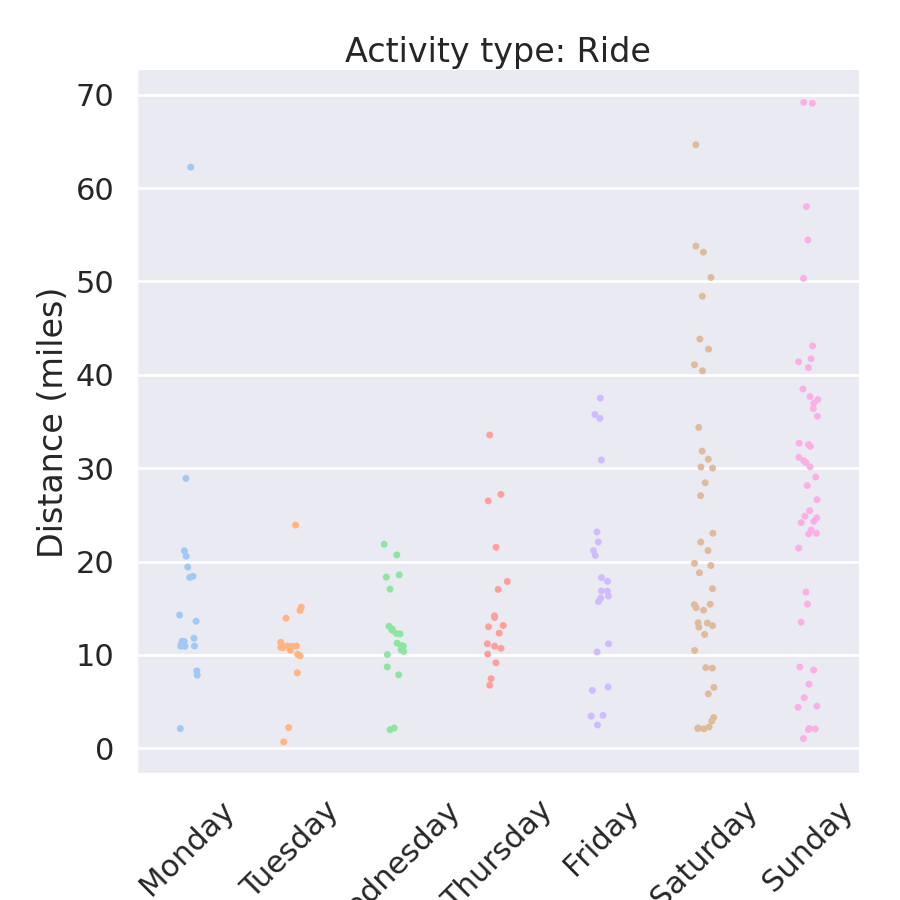 Activity type: Ride
Distance (miles)
70
60
50
40
30
20
10
0
Monday
Tuesday
ednesday
Thursday
Friday
Saturday
Sunday